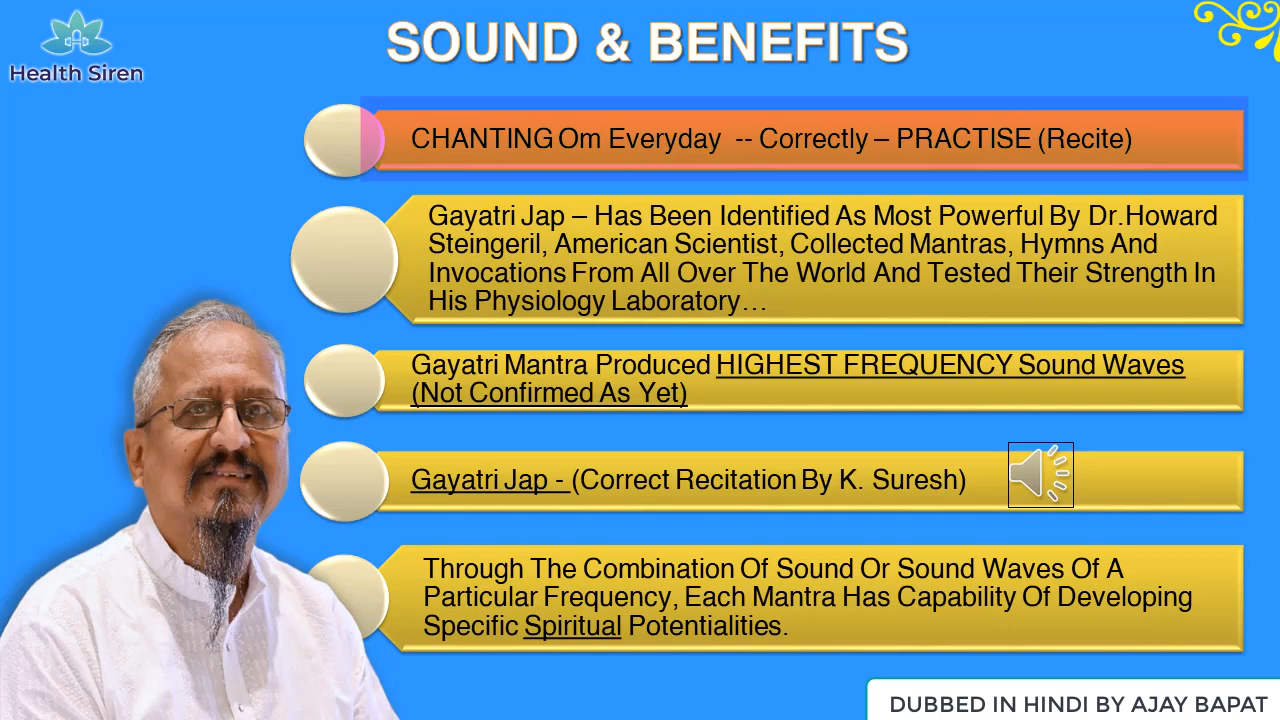 Health Siren
SOUND & BENEFITS
CHANTING Om Everyday -- Correctly – PRACTISE (Recite)
Gayatri Jap – Has Been Identified As Most Powerful By Dr.Howard
Steingeril, American Scientist, Collected Mantras, Hymns And
Invocations From All Over The World And Tested Their Strength In
His Physiology Laboratory…
Gayatri Mantra Produced HIGHEST FREQUENCY Sound Waves
(Not Confirmed As Yet)
Gayatri Jap - (Correct Recitation By K. Suresh)
Through The Combination Of Sound Or Sound Waves Of A
Particular Frequency, Each Mantra Has Capability Of Developing
Specific Spiritual Potentialities.
DUBBED IN HINDI BY AJAY BAPAT